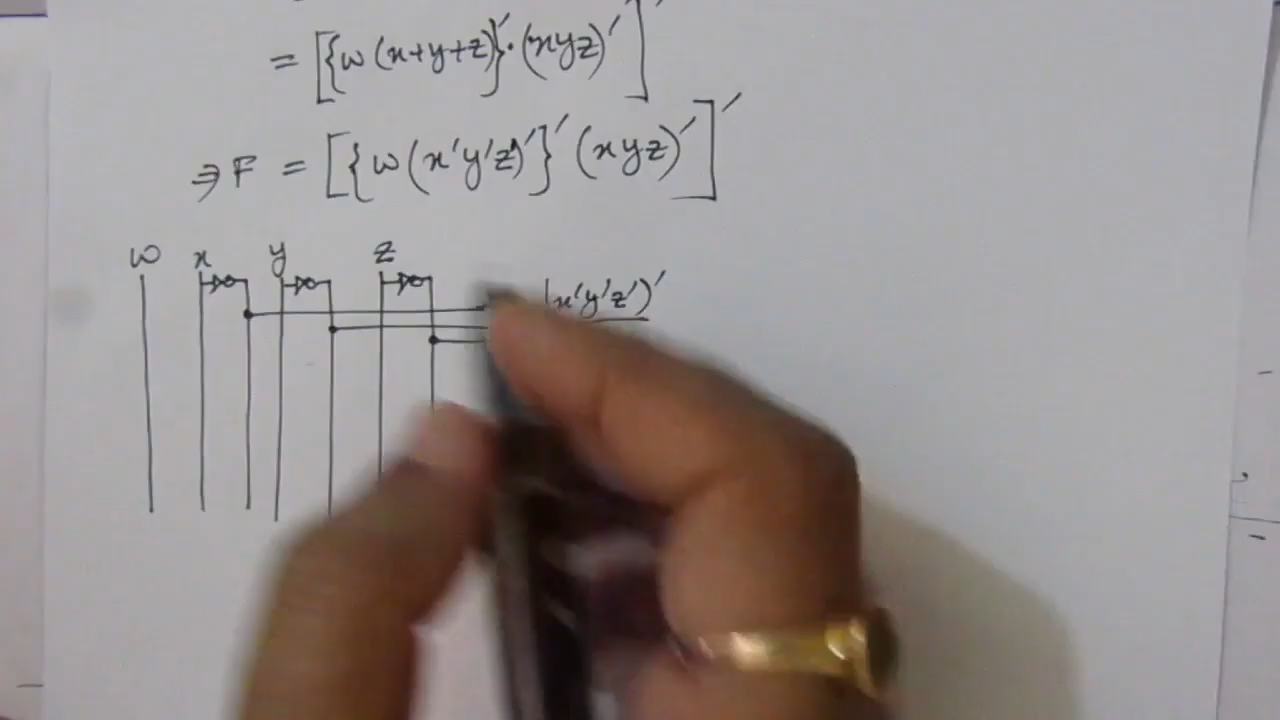 = [{w(x+y+z)}'·(xyz)']'
⇒ F = [{w(x'y'z')'}'(xyz)']'
w x y z
(x'y'z')'